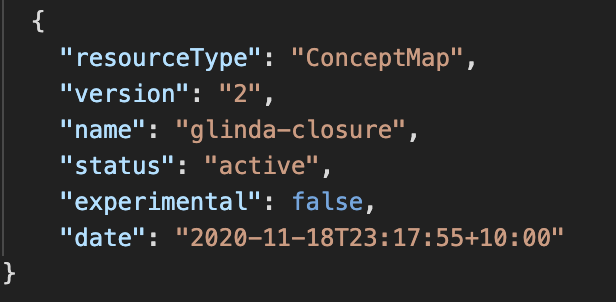 {
"resourceType": "ConceptMap",
"version": "2",
"name": "glinda-closure",
"status": "active",
"experimental": false,
"date": "2020-11-18T23:17:55+10:00"
}